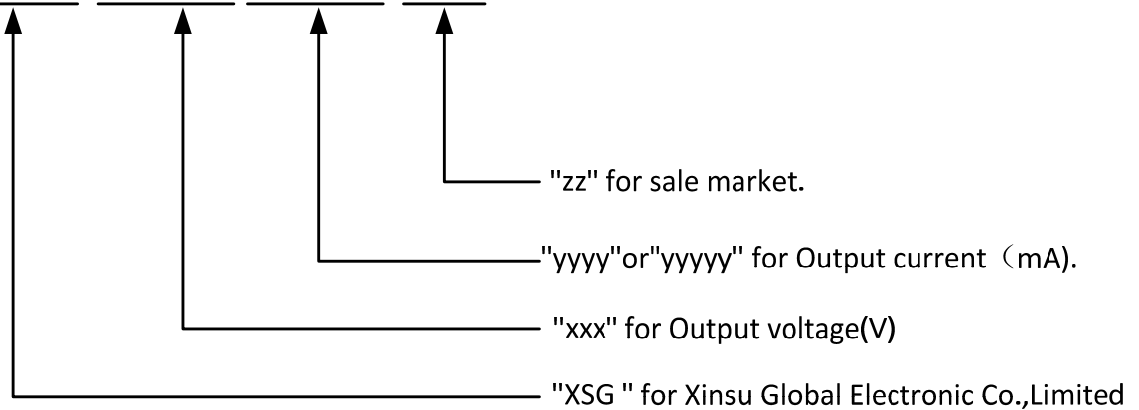 "zz" for sale market.
"yyyy"or"yyyyy" for Output current（mA).
"xxx" for Output voltage(V)
"XSG " for Xinsu Global Electronic Co.,Limited